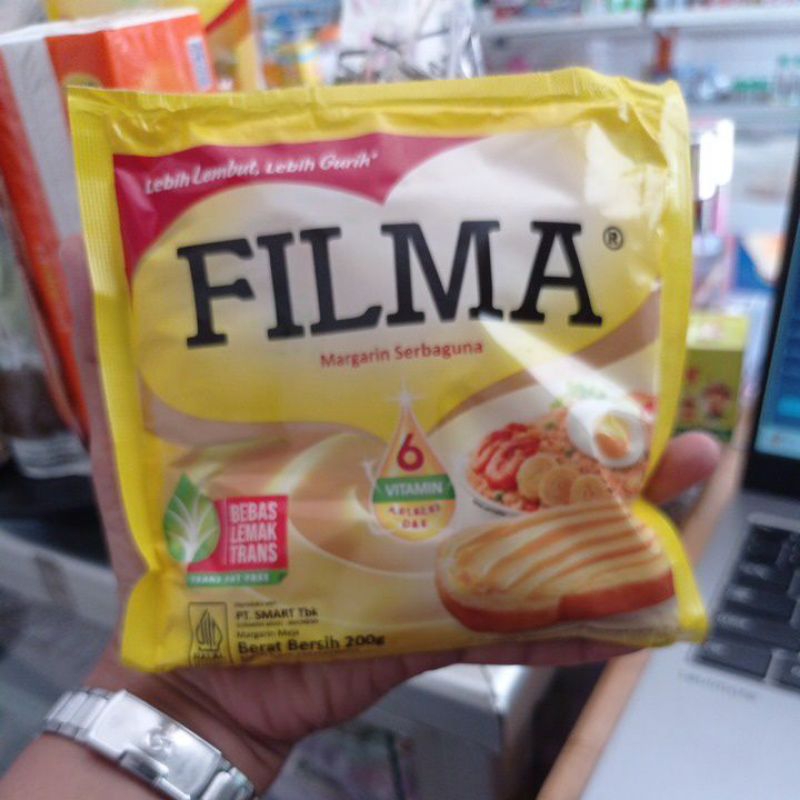 Lebih Lembut, Lebih Gurih*
FILMA®
Margarin Serbaguna
6
VITAMIN
BEBAS
LEMAK
TRANS
TRANS FAT FREE
PT. SMART Tbk
Margarin Meja
Berat Bersih 200g
HALAL